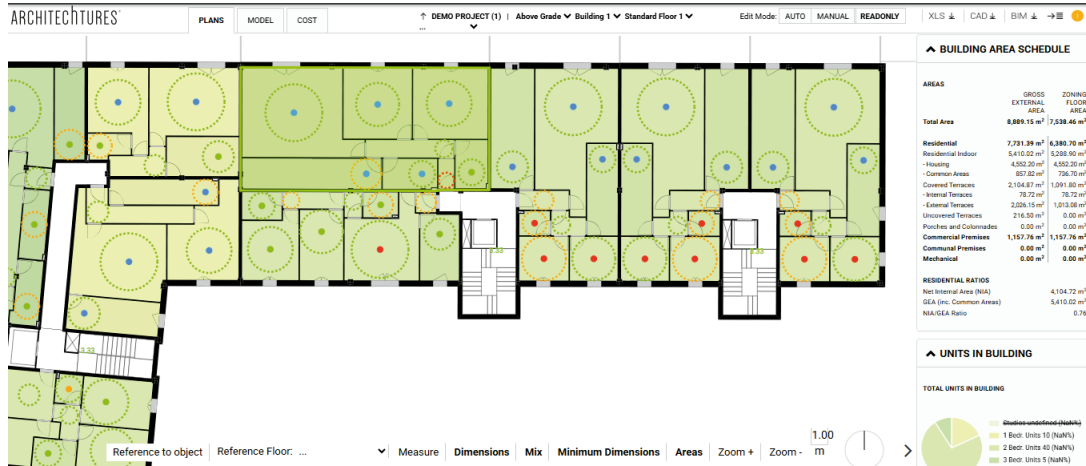 ARCHITECHTURES
PLANS
MODEL
COST
↑ DEMO PROJECT (1) | Above Grade Building 1 Standard Floor 1
...
Edit Mode: AUTO MANUAL READONLY
XLS CAD BIM
BUILDING AREA SCHEDULE
AREAS
GROSS EXTERNAL AREA
ZONING FLOOR AREA
Total Area 8,889.15 m² 7,538.46 m²
Residential 7,731.39 m² 6,380.70 m²
Residential Indoor 5,410.02 m² 5,288.90 m²
- Housing 4,552.20 m² 4,552.20 m²
- Common Areas 857.82 m² 736.70 m²
Covered Terraces 2,104.87 m² 1,091.80 m²
- Internal Terraces 78.72 m² 78.72 m²
- External Terraces 2,026.15 m² 1,013.08 m²
Uncovered Terraces 216.50 m² 0.00 m²
Porches and Colonnades 0.00 m² 0.00 m²
Commercial Premises 1,157.76 m² 1,157.76 m²
Communal Premises 0.00 m² 0.00 m²
Mechanical 0.00 m² 0.00 m²
RESIDENTIAL RATIOS
Net Internal Area (NIA) 4,104.72 m²
GEA (inc. Common Areas) 5,410.02 m²
NIA/GEA Ratio 0.76
UNITS IN BUILDING
TOTAL UNITS IN BUILDING
Studios undefined (NaN%)
1 Bedr. Units 10 (NaN%)
2 Bedr. Units 40 (NaN%)
3 Bedr. Units 5 (NaN%)
3.33
3.33
3.33
Reference to object Reference Floor: ... Measure Dimensions Mix Minimum Dimensions Areas Zoom + Zoom - 1.00 m